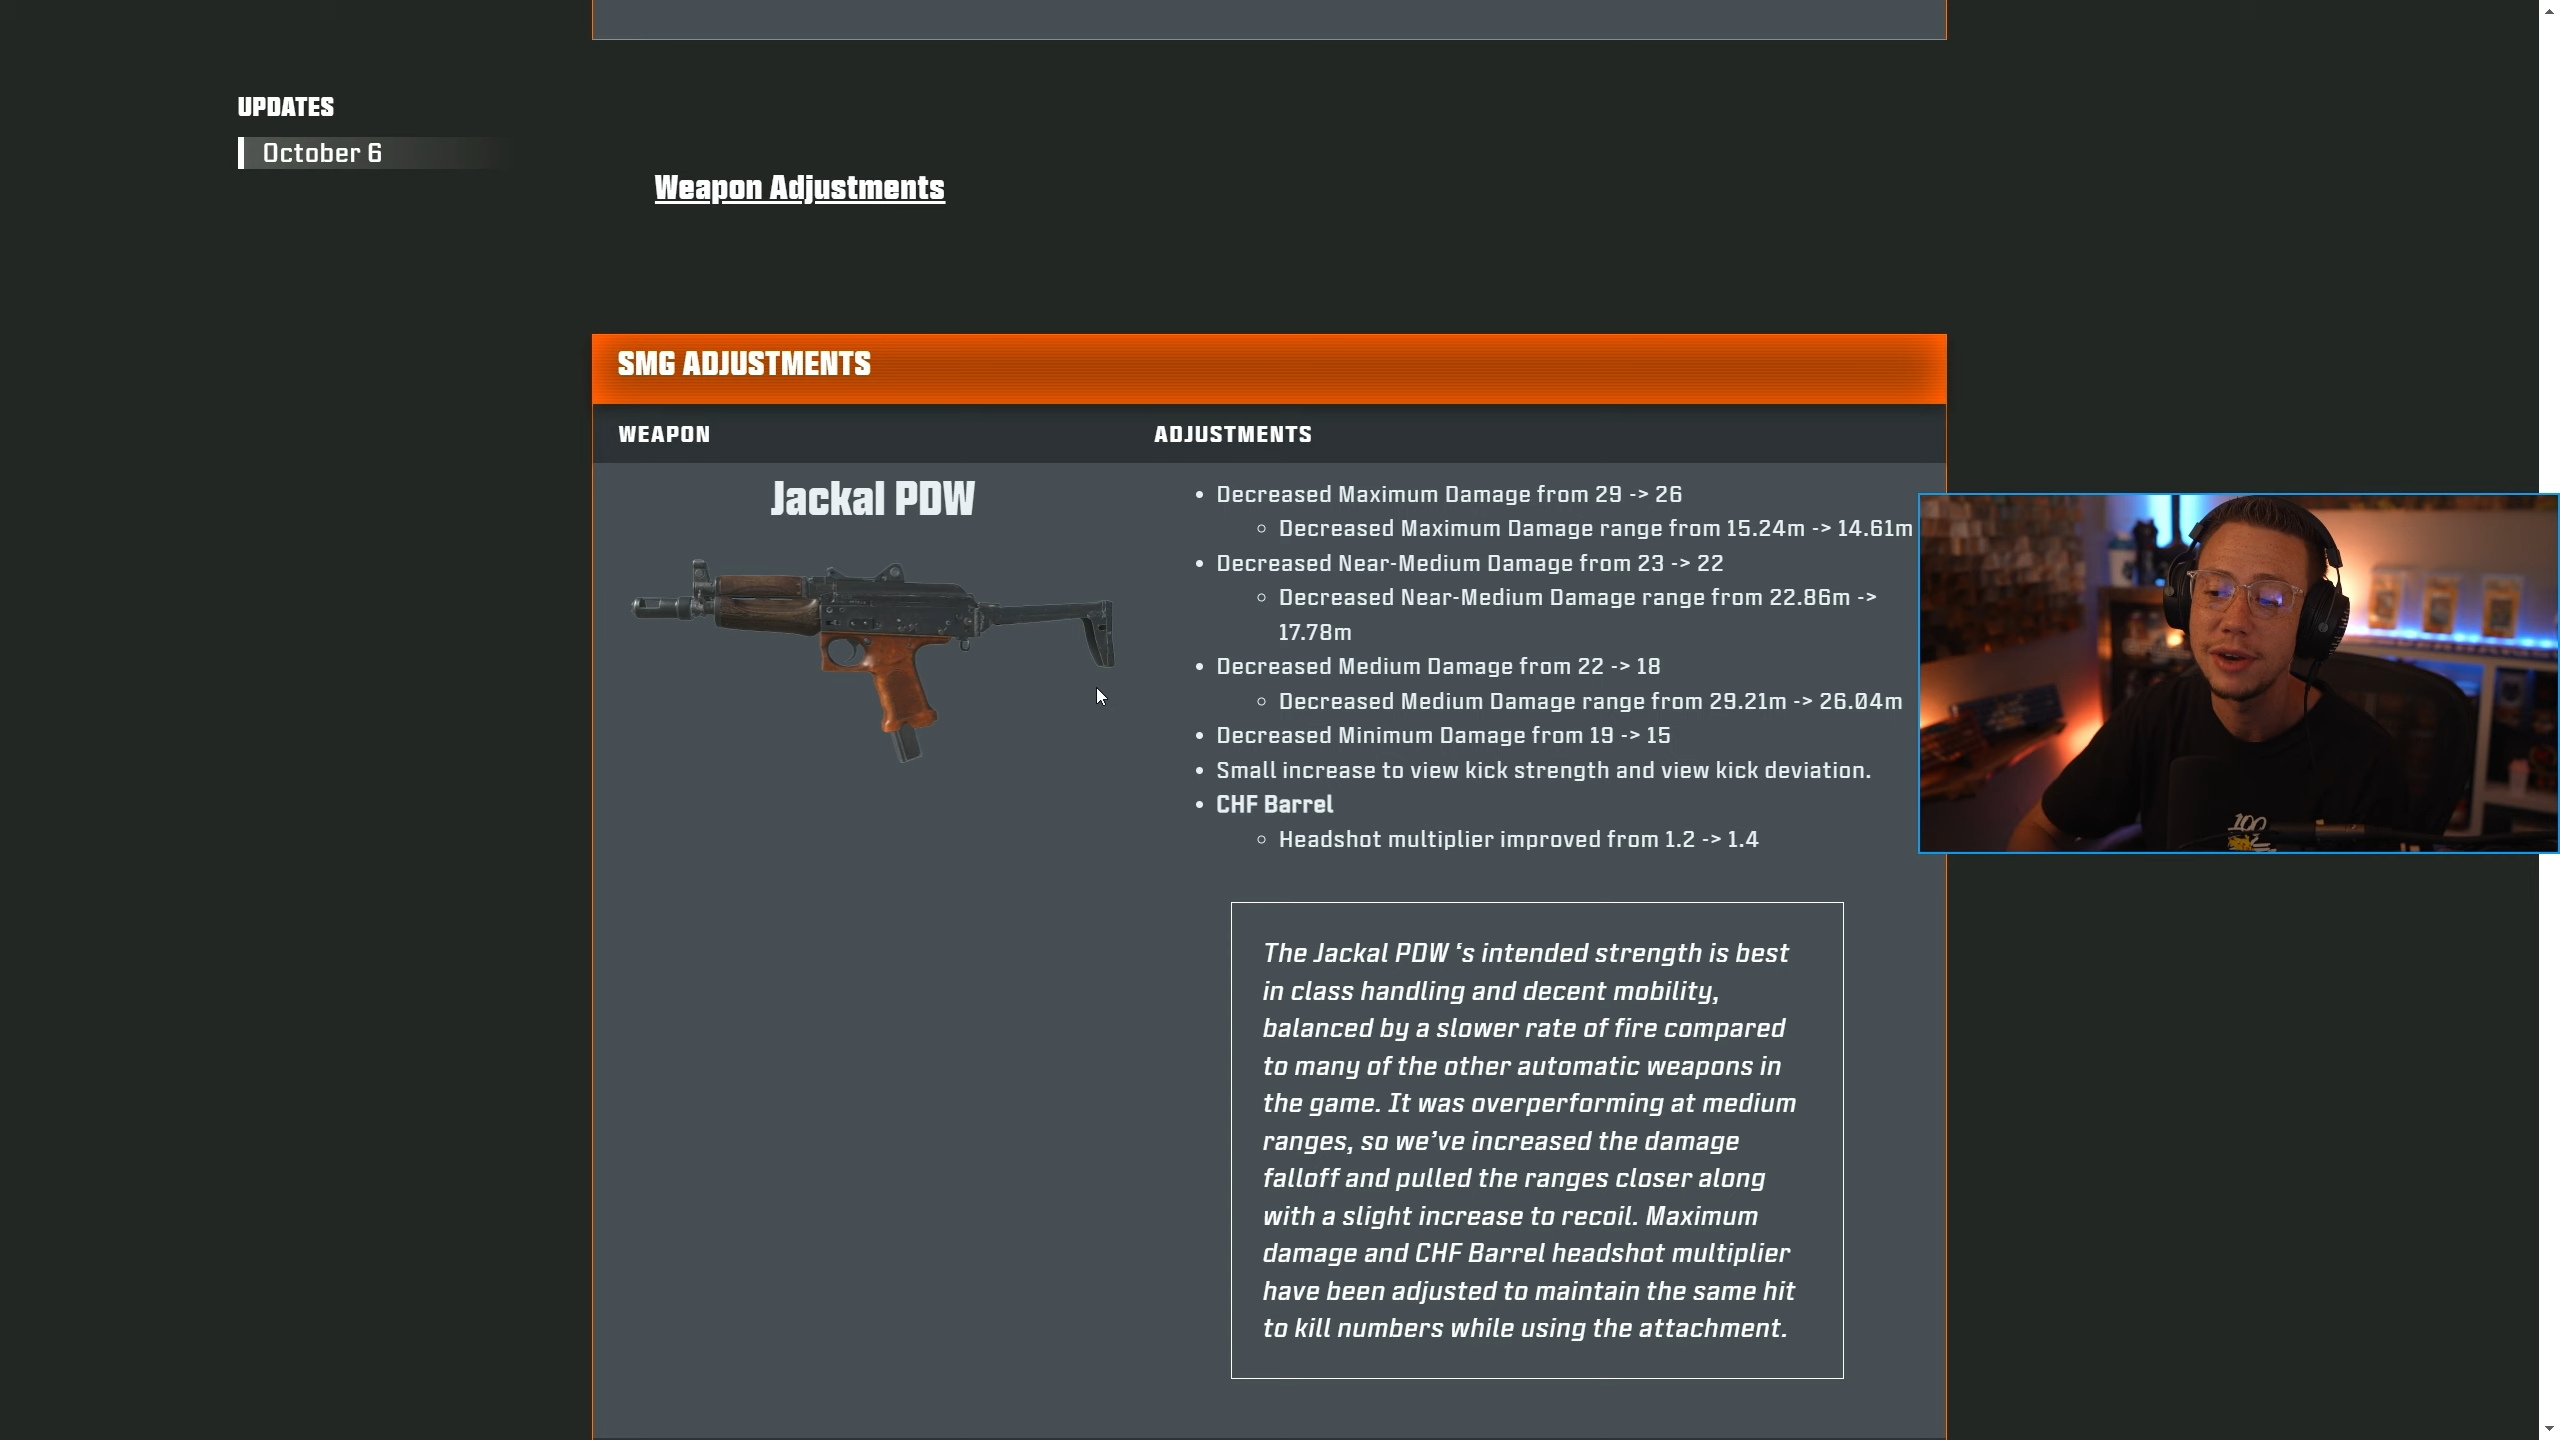 UPDATES
October 6
Weapon Adjustments
SMG ADJUSTMENTS
WEAPON
ADJUSTMENTS
Jackal PDW
• Decreased Maximum Damage from 29 -> 26
◦ Decreased Maximum Damage range from 15.24m -> 14.61m
• Decreased Near-Medium Damage from 23 -> 22
◦ Decreased Near-Medium Damage range from 22.86m ->
17.78m
• Decreased Medium Damage from 22 -> 18
◦ Decreased Medium Damage range from 29.21m -> 26.04m
• Decreased Minimum Damage from 19 -> 15
• Small increase to view kick strength and view kick deviation.
• CHF Barrel
◦ Headshot multiplier improved from 1.2 -> 1.4
The Jackal PDW ‘s intended strength is best
in class handling and decent mobility,
balanced by a slower rate of fire compared
to many of the other automatic weapons in
the game. It was overperforming at medium
ranges, so we’ve increased the damage
falloff and pulled the ranges closer along
with a slight increase to recoil. Maximum
damage and CHF Barrel headshot multiplier
have been adjusted to maintain the same hit
to kill numbers while using the attachment.
100